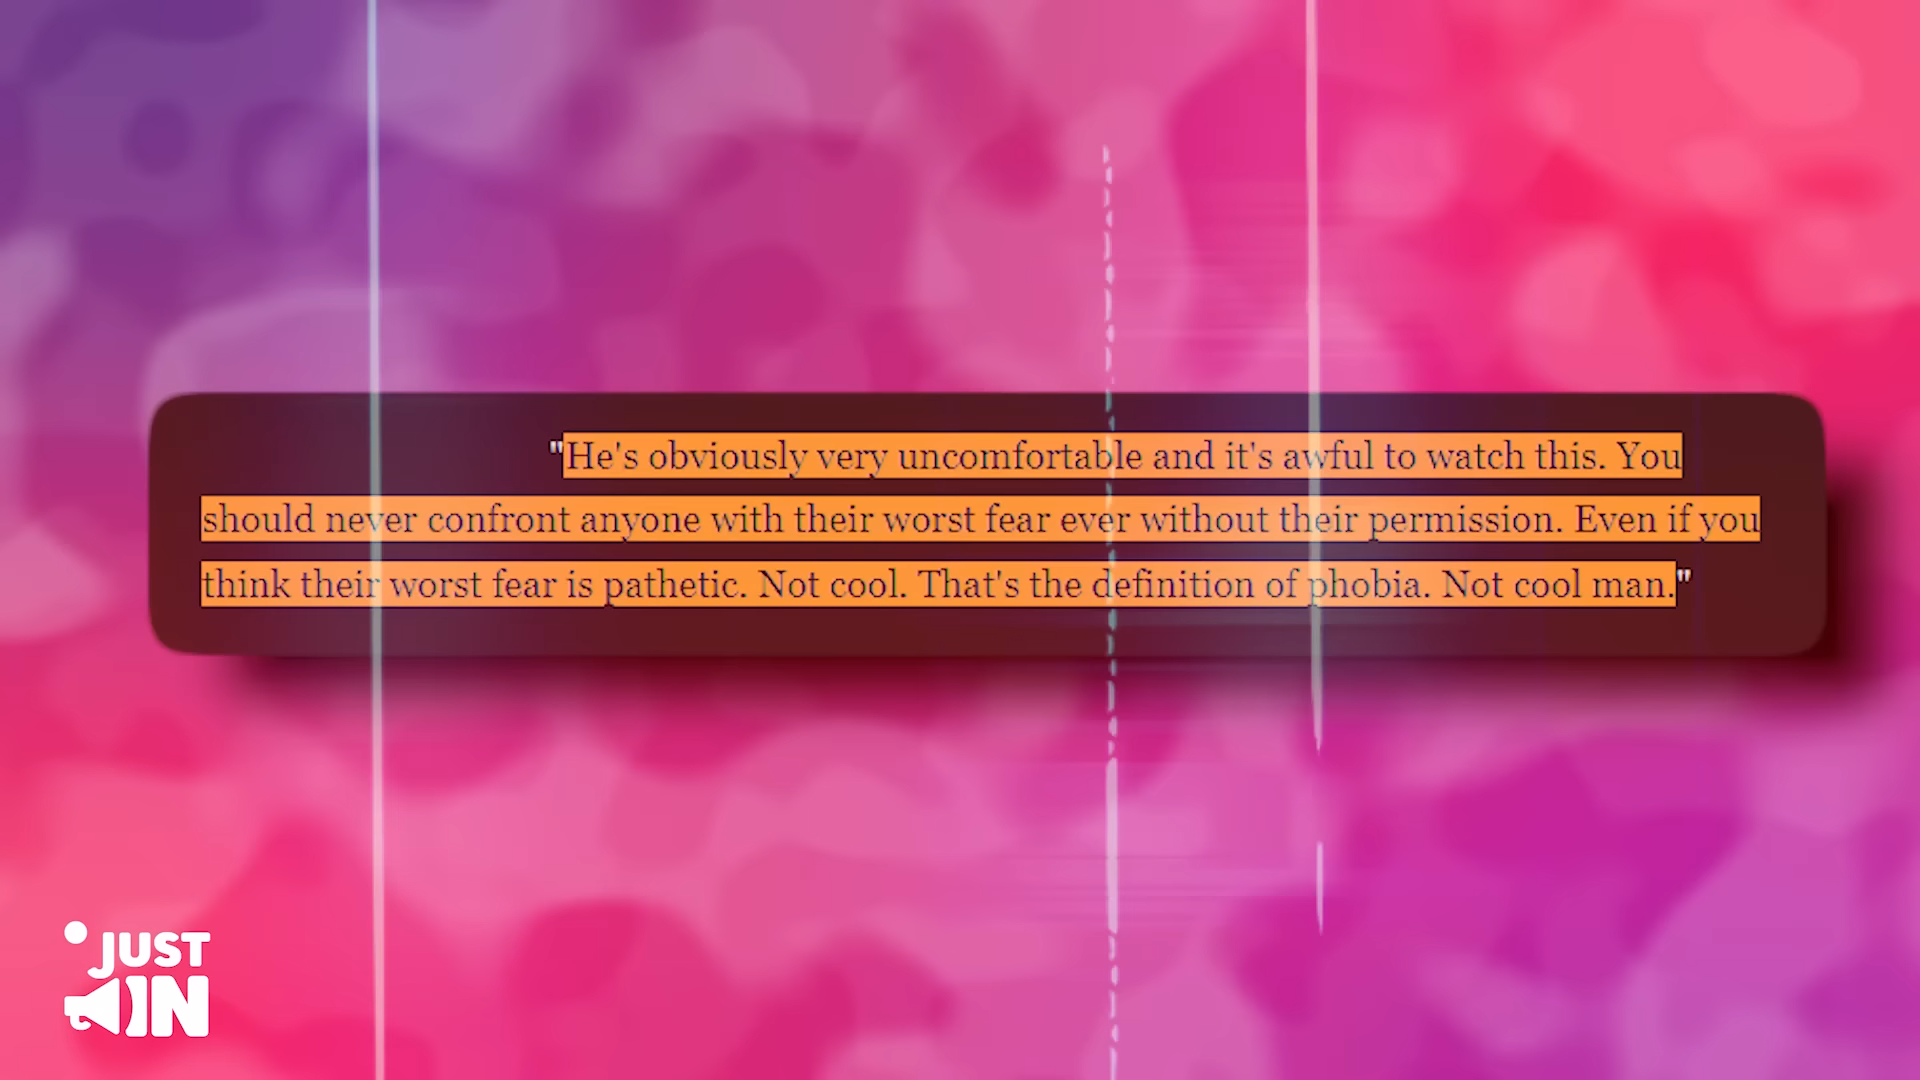 "He's obviously very uncomfortable and it's awful to watch this. You
should never confront anyone with their worst fear ever without their permission. Even if you
think their worst fear is pathetic. Not cool. That's the definition of phobia. Not cool man."
JUST
IN